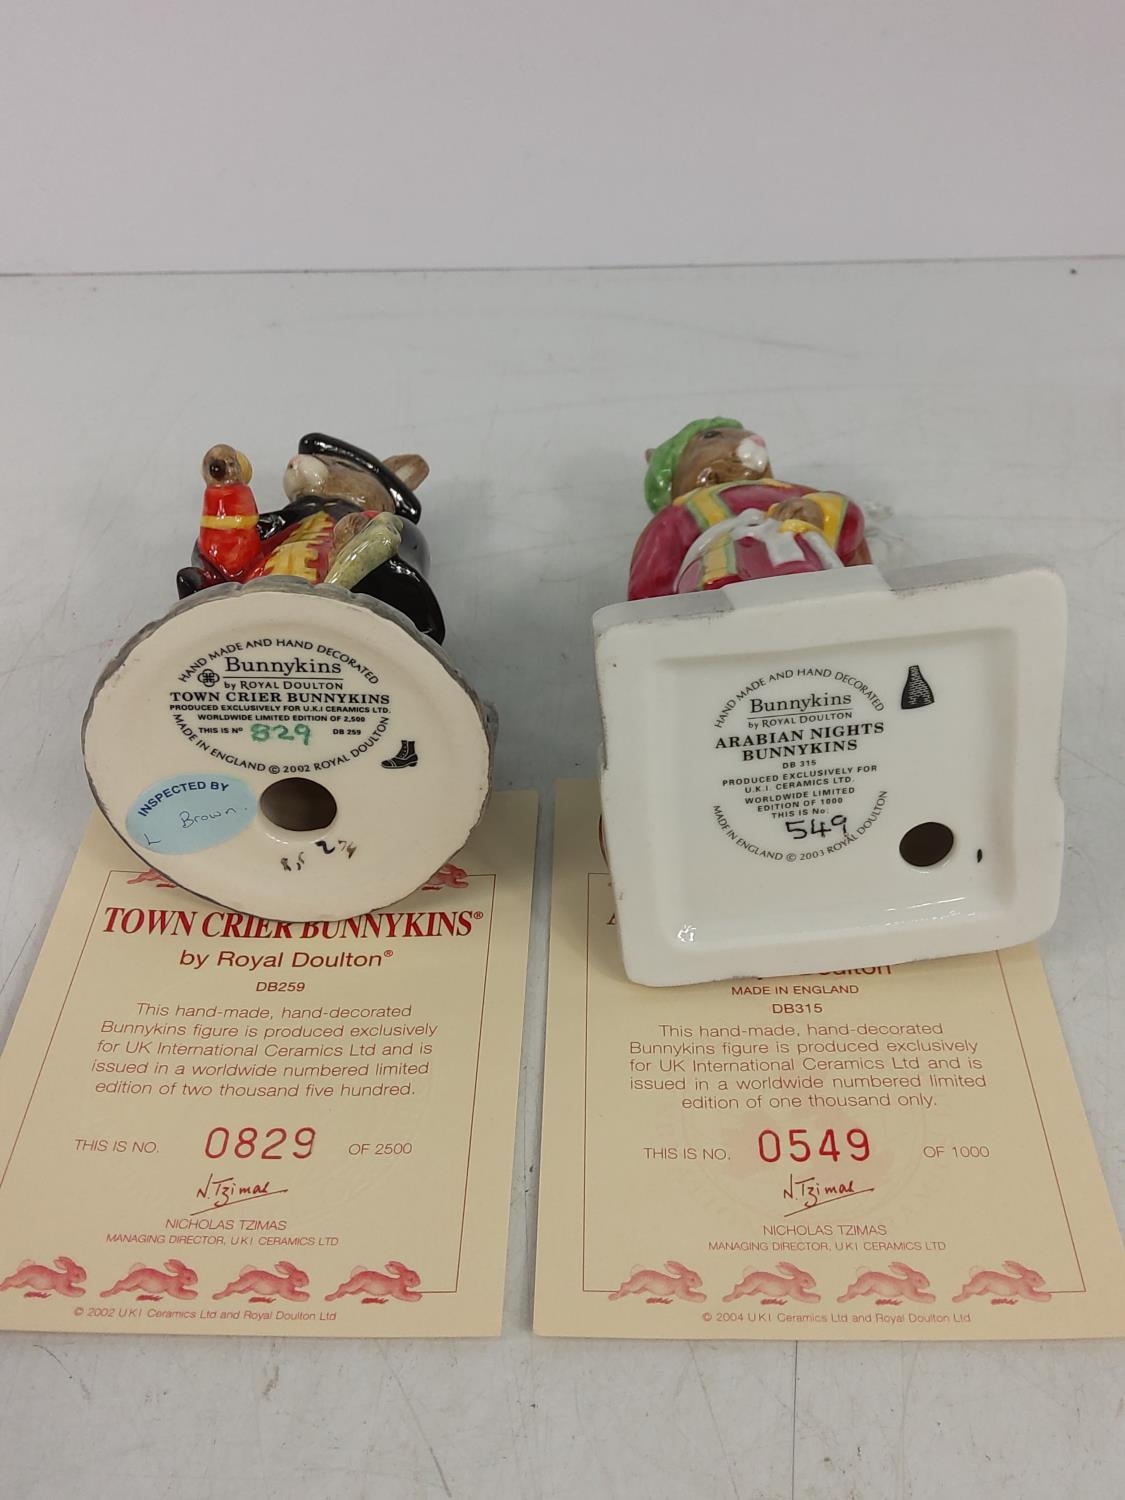 HAND MADE AND HAND DECORATED
Bunnykins
by ROYAL DOULTON
TOWN CRIER BUNNYKINS
PRODUCED EXCLUSIVELY FOR U.K.I CERAMICS LTD.
WORLDWIDE LIMITED EDITION OF 2,500
THIS IS Nº 829 DB 259
MADE IN ENGLAND © 2002 ROYAL DOULTON
INSPECTED BY
L Brown.
TOWN CRIER BUNNYKINS®
by Royal Doulton®
DB259
This hand-made, hand-decorated
Bunnykins figure is produced exclusively
for UK International Ceramics Ltd and is
issued in a worldwide numbered limited
edition of two thousand five hundred.
THIS IS NO. 0829 OF 2500
N.Tzimas
NICHOLAS TZIMAS
MANAGING DIRECTOR, UKI CERAMICS LTD
© 2002 UKI Ceramics Ltd and Royal Doulton Ltd
HAND MADE AND HAND DECORATED
Bunnykins
by ROYAL DOULTON
ARABIAN NIGHTS
BUNNYKINS
DB 315
PRODUCED EXCLUSIVELY FOR
U.K.I. CERAMICS LTD.
WORLDWIDE LIMITED
EDITION OF 1000
THIS IS No:
549
MADE IN ENGLAND © 2003 ROYAL DOULTON
Doulton
MADE IN ENGLAND
DB315
This hand-made, hand-decorated
Bunnykins figure is produced exclusively
for UK International Ceramics Ltd and is
issued in a worldwide numbered limited
edition of one thousand only.
THIS IS NO. 0549 OF 1000
N.Tzimas
NICHOLAS TZIMAS
MANAGING DIRECTOR, UKI CERAMICS LTD
© 2004 UKI Ceramics Ltd and Royal Doulton Ltd